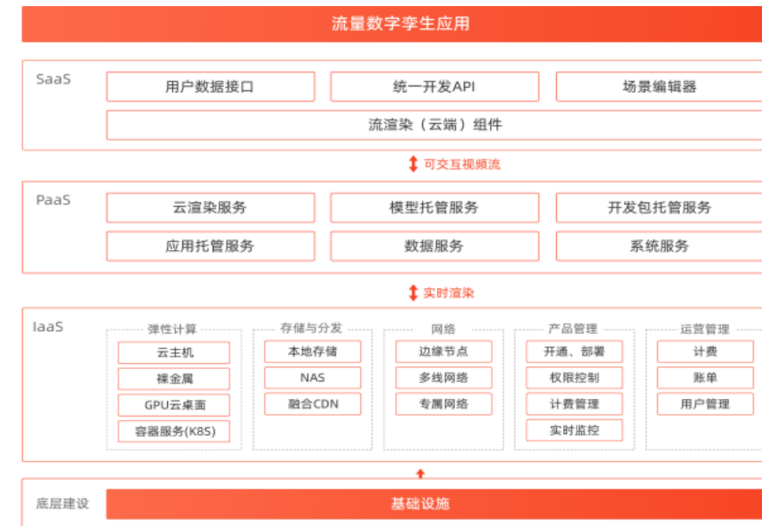 流量数字孪生应用
SaaS
用户数据接口 统一开发API 场景编辑器
流渲染（云端）组件
可交互视频流
PaaS
云渲染服务 模型托管服务 开发包托管服务
应用托管服务 数据服务 系统服务
实时渲染
IaaS
弹性计算 存储与分发 网络 产品管理 运营管理
云主机 本地存储 边缘节点 开通、部署 计费
裸金属 NAS 多线网络 权限控制 账单
GPU云桌面 融合CDN 专属网络 计费管理 用户管理
容器服务(K8S) 实时监控
底层建设 基础设施